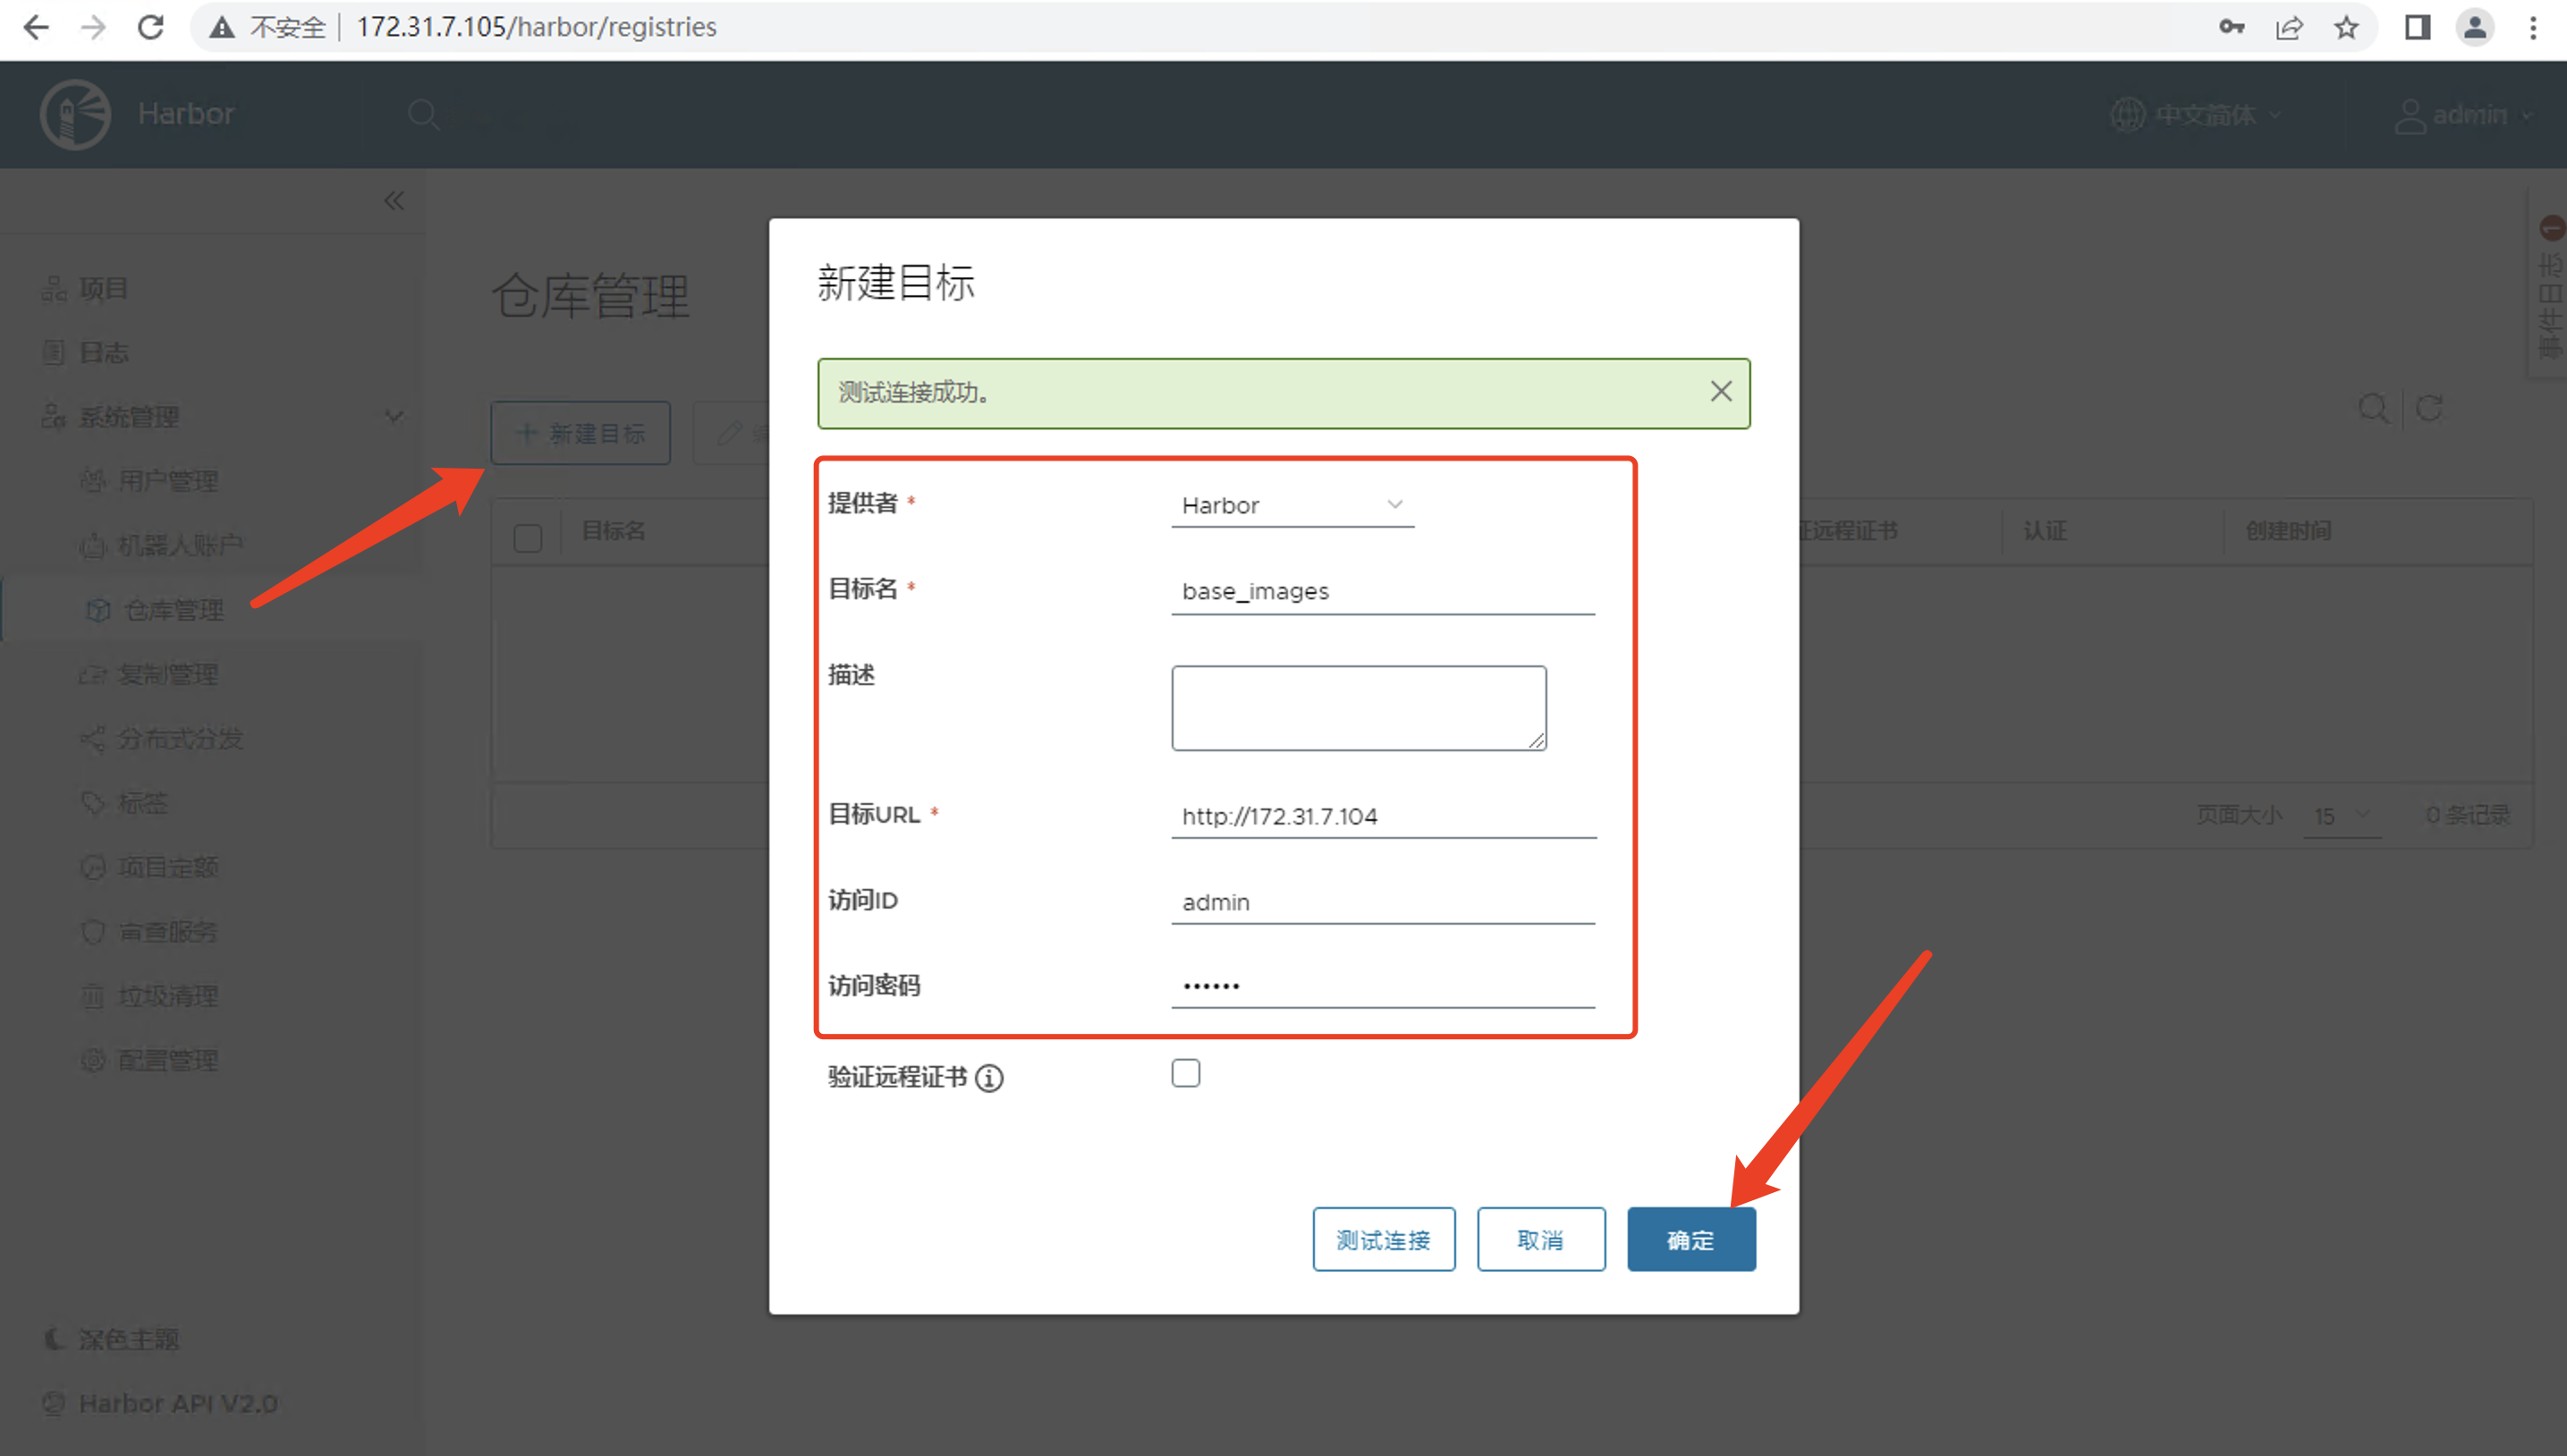 不安全 172.31.7.105/harbor/registries
Harbor
中文简体
admin
项目
日志
系统管理
用户管理
机器人账户
仓库管理
复制管理
分布式分发
标签
项目定额
审查服务
垃圾清理
配置管理
深色主题
Harbor API V2.0
仓库管理
新建目标
编
目标名
证远程证书
认证
创建时间
页面大小 15 0 条记录
1
事件日志
新建目标
测试连接成功。
提供者 * Harbor
目标名 * base_images
描述
目标URL * http://172.31.7.104
访问ID admin
访问密码 ••••••
验证远程证书
测试连接 取消 确定